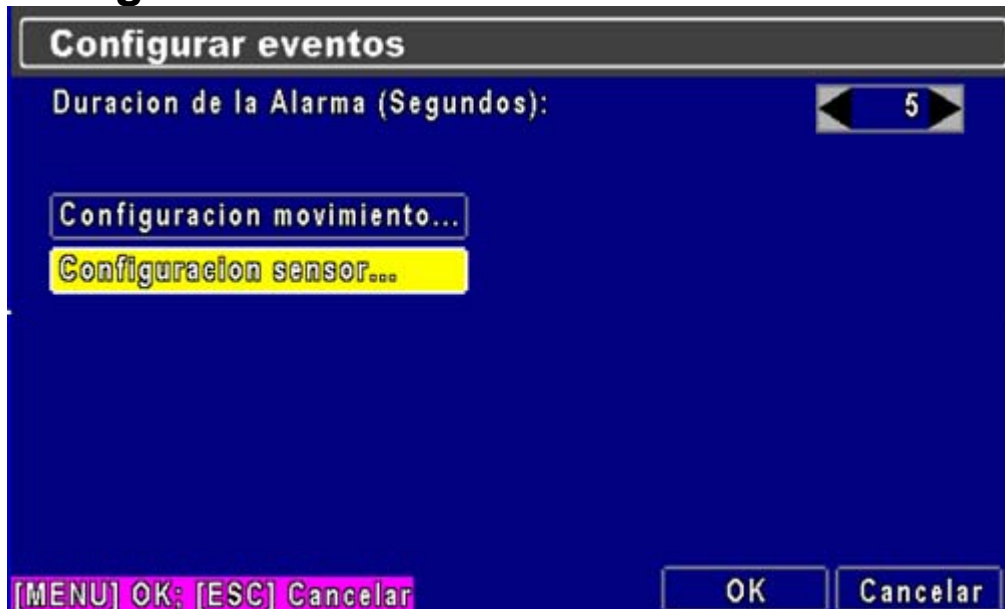 Configurar eventos
Duracion de la Alarma (Segundos): 5
Configuracion movimiento...
Configuracion sensor...
[MENU] OK; [ESC] Cancelar OK Cancelar